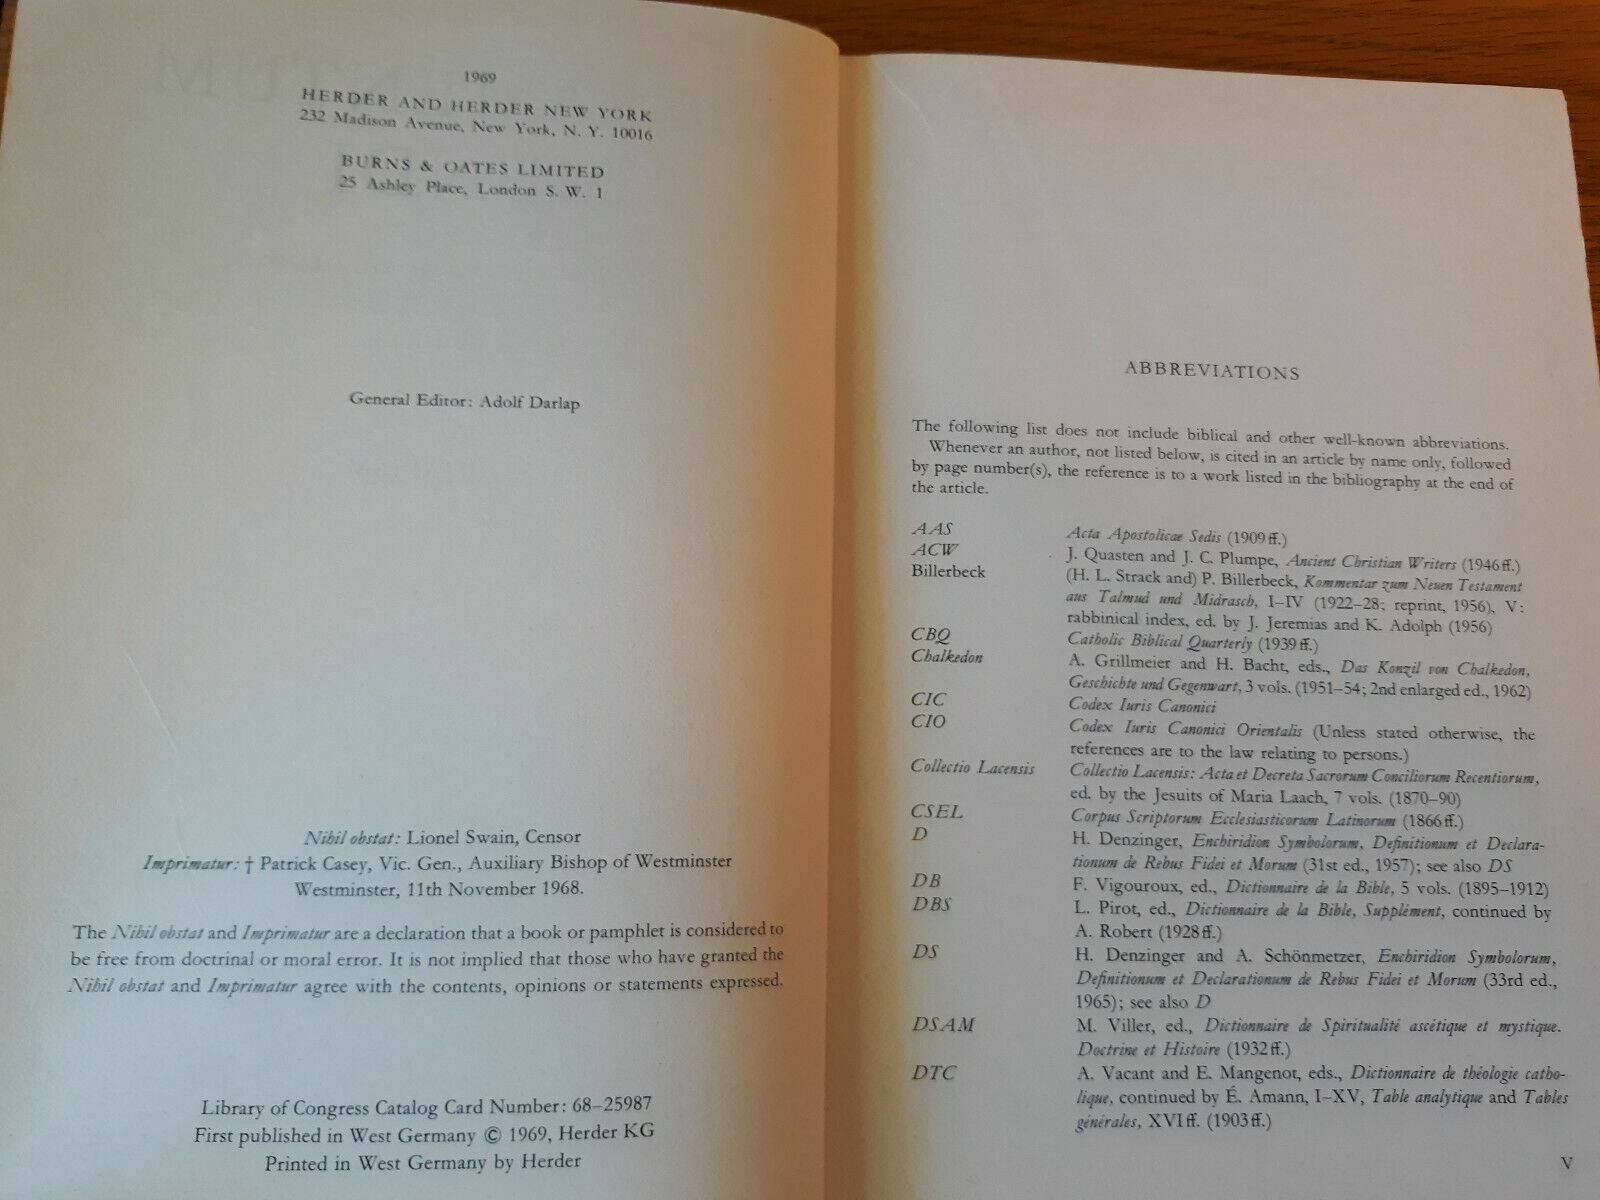 1969
HERDER AND HERDER NEW YORK
232 Madison Avenue, New York, N. Y. 10016
BURNS & OATES LIMITED
25 Ashley Place, London S. W. 1
General Editor: Adolf Darlap
Nihil obstat: Lionel Swain, Censor
Imprimatur: † Patrick Casey, Vic. Gen., Auxiliary Bishop of Westminster
Westminster, 11th November 1968.
The Nihil obstat and Imprimatur are a declaration that a book or pamphlet is considered to
be free from doctrinal or moral error. It is not implied that those who have granted the
Nihil obstat and Imprimatur agree with the contents, opinions or statements expressed.
Library of Congress Catalog Card Number: 68–25987
First published in West Germany © 1969, Herder KG
Printed in West Germany by Herder
ABBREVIATIONS
The following list does not include biblical and other well-known abbreviations.
Whenever an author, not listed below, is cited in an article by name only, followed
by page number(s), the reference is to a work listed in the bibliography at the end of
the article.
AAS Acta Apostolicae Sedis (1909 ff.)
ACW J. Quasten and J. C. Plumpe, Ancient Christian Writers (1946 ff.)
Billerbeck (H. L. Strack and) P. Billerbeck, Kommentar zum Neuen Testament
aus Talmud und Midrasch, I–IV (1922–28; reprint, 1956), V:
rabbinical index, ed. by J. Jeremias and K. Adolph (1956)
CBQ Catholic Biblical Quarterly (1939 ff.)
Chalkedon A. Grillmeier and H. Bacht, eds., Das Konzil von Chalkedon,
Geschichte und Gegenwart, 3 vols. (1951–54; 2nd enlarged ed., 1962)
CIC Codex Iuris Canonici
CIO Codex Iuris Canonici Orientalis (Unless stated otherwise, the
references are to the law relating to persons.)
Collectio Lacensis Collectio Lacensis: Acta et Decreta Sacrorum Conciliorum Recentiorum,
ed. by the Jesuits of Maria Laach, 7 vols. (1870–90)
CSEL Corpus Scriptorum Ecclesiasticorum Latinorum (1866 ff.)
D H. Denzinger, Enchiridion Symbolorum, Definitionum et Declara-
tionum de Rebus Fidei et Morum (31st ed., 1957); see also DS
DB F. Vigouroux, ed., Dictionnaire de la Bible, 5 vols. (1895–1912)
DBS L. Pirot, ed., Dictionnaire de la Bible, Supplément, continued by
A. Robert (1928 ff.)
DS H. Denzinger and A. Schönmetzer, Enchiridion Symbolorum,
Definitionum et Declarationum de Rebus Fidei et Morum (33rd ed.,
1965); see also D
DSAM M. Viller, ed., Dictionnaire de Spiritualité ascétique et mystique.
Doctrine et Histoire (1932 ff.)
DTC A. Vacant and E. Mangenot, eds., Dictionnaire de théologie catho-
lique, continued by É. Amann, I–XV, Table analytique and Tables
générales, XVI ff. (1903 ff.)
V